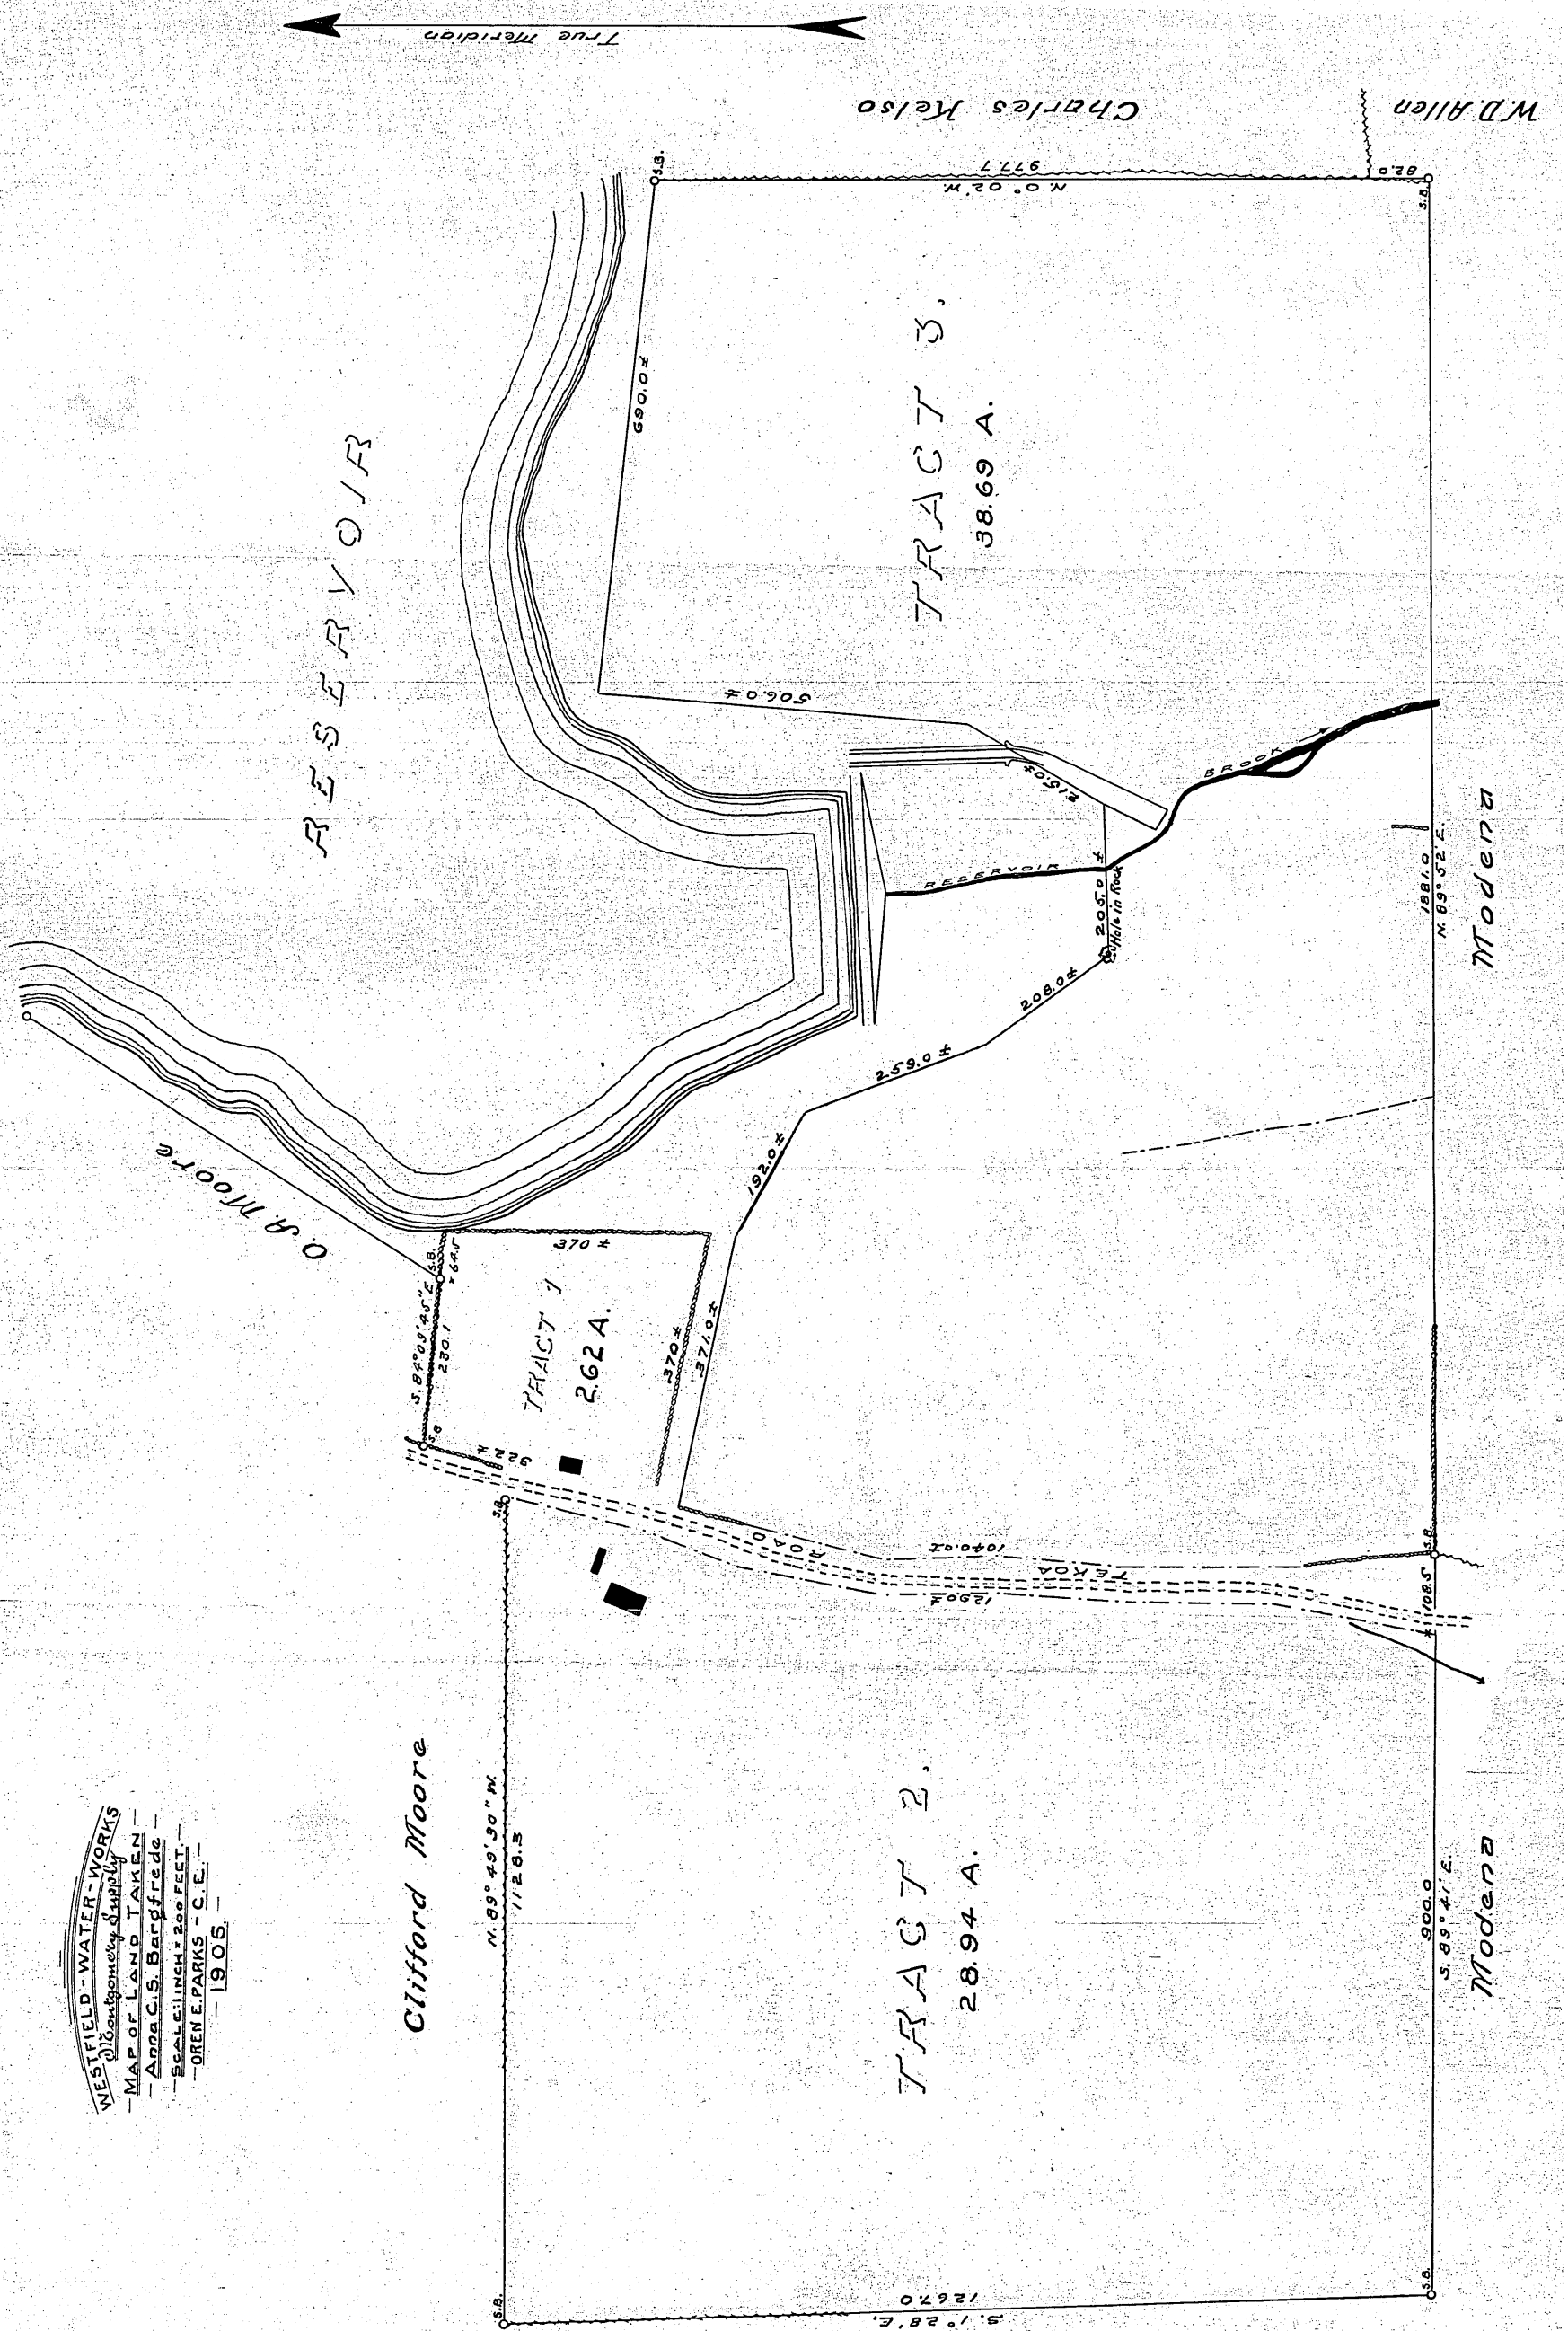 WESTFIELD-WATER-WORKS
Montgomery Supply
MAP OF LAND TAKEN
Anna C.S. Bargfrede
SCALE: 1 INCH = 200 FEET.
OREN E. PARKS - C.E.
1906
True Meridian
RESERVOIR
O. A. Moore
Clifford Moore
N. 89° 49' 30" W.
1128.3
S.B.
S.B.
S. 1° 28' E.
1267.0
TRACT 2.
28.94 A.
S.B.
900.0
S. 89° 41' E.
Modena
108.5
S.B.
TEKOA
ROAD
1290 ±
1040.0 ±
S. 84° 09' 45" E
230.1
S.B.
S.B.
64.5
322 ±
TRACT 1
2.62 A.
370 ±
370 ±
371.0 ±
192.0 ±
259.0 ±
208.0 ±
205.0 ±
Hole in Rock
215.0 ±
506.0 ±
690.0 ±
RESERVOIR
BROOK
TRACT 3.
38.69 A.
S.B.
N. 0° 02' W.
977.7
82.0
S.B.
Charles Kelso
W.D. Allen
1881.0
N. 89° 52' E.
Modena